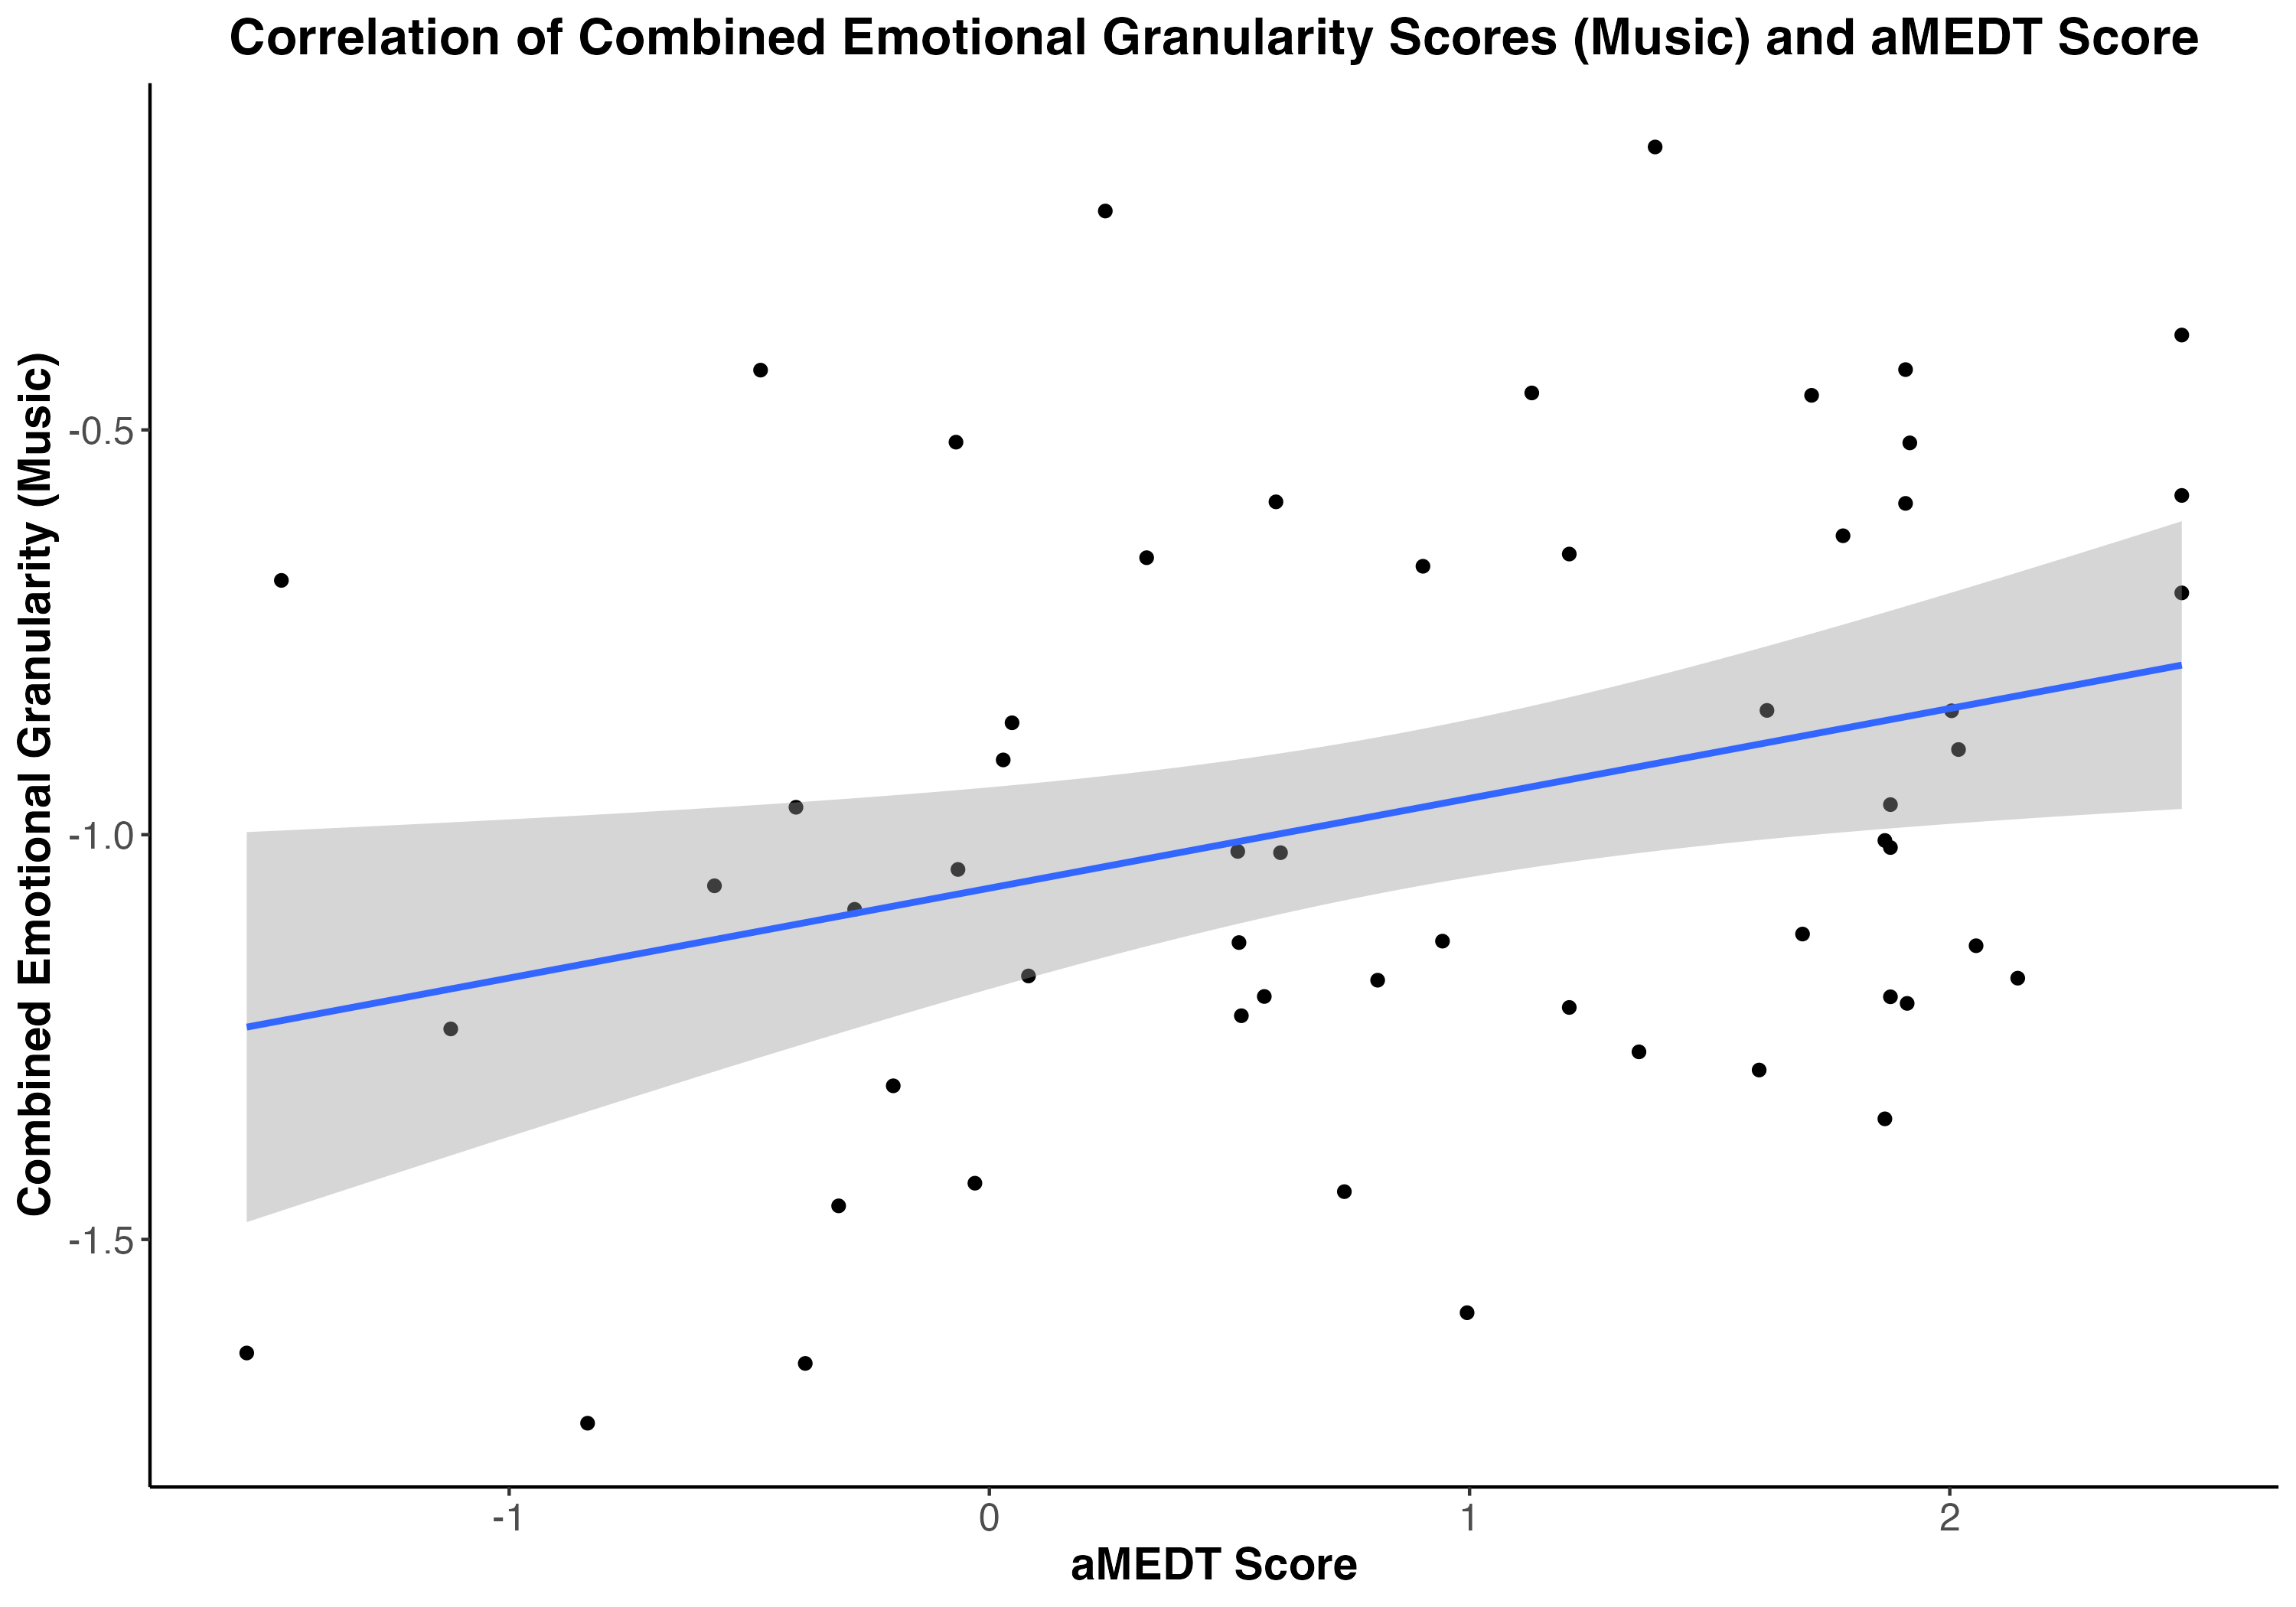 Correlation of Combined Emotional Granularity Scores (Music) and aMEDT Score
Combined Emotional Granularity (Music)
-0.5
-1.0
-1.5
-1
0
1
2
aMEDT Score